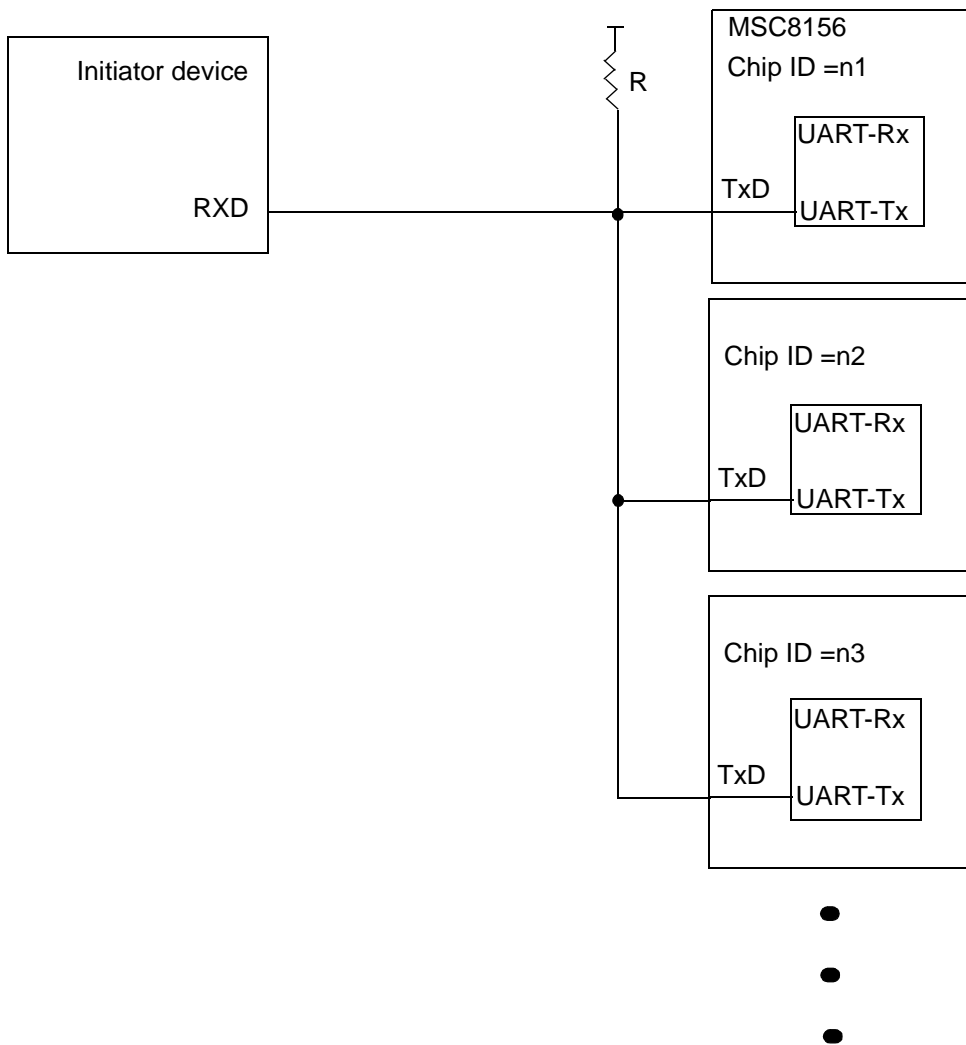 Initiator device
RXD
R
MSC8156
Chip ID =n1
UART-Rx
TxD
UART-Tx
Chip ID =n2
UART-Rx
TxD
UART-Tx
Chip ID =n3
UART-Rx
TxD
UART-Tx